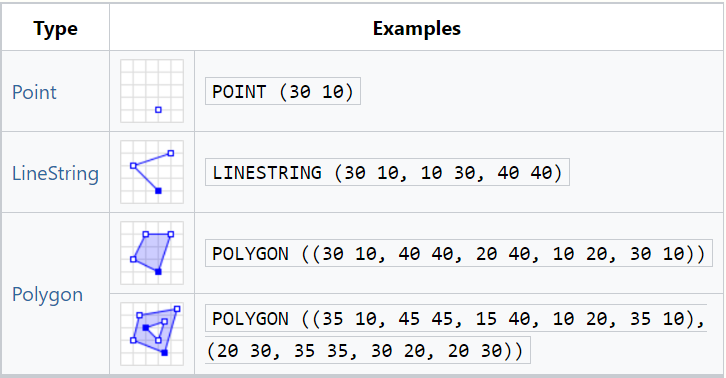 Type Examples
Point POINT (30 10)
LineString LINESTRING (30 10, 10 30, 40 40)
Polygon
POLYGON ((30 10, 40 40, 20 40, 10 20, 30 10))
POLYGON ((35 10, 45 45, 15 40, 10 20, 35 10),
(20 30, 35 35, 30 20, 20 30))